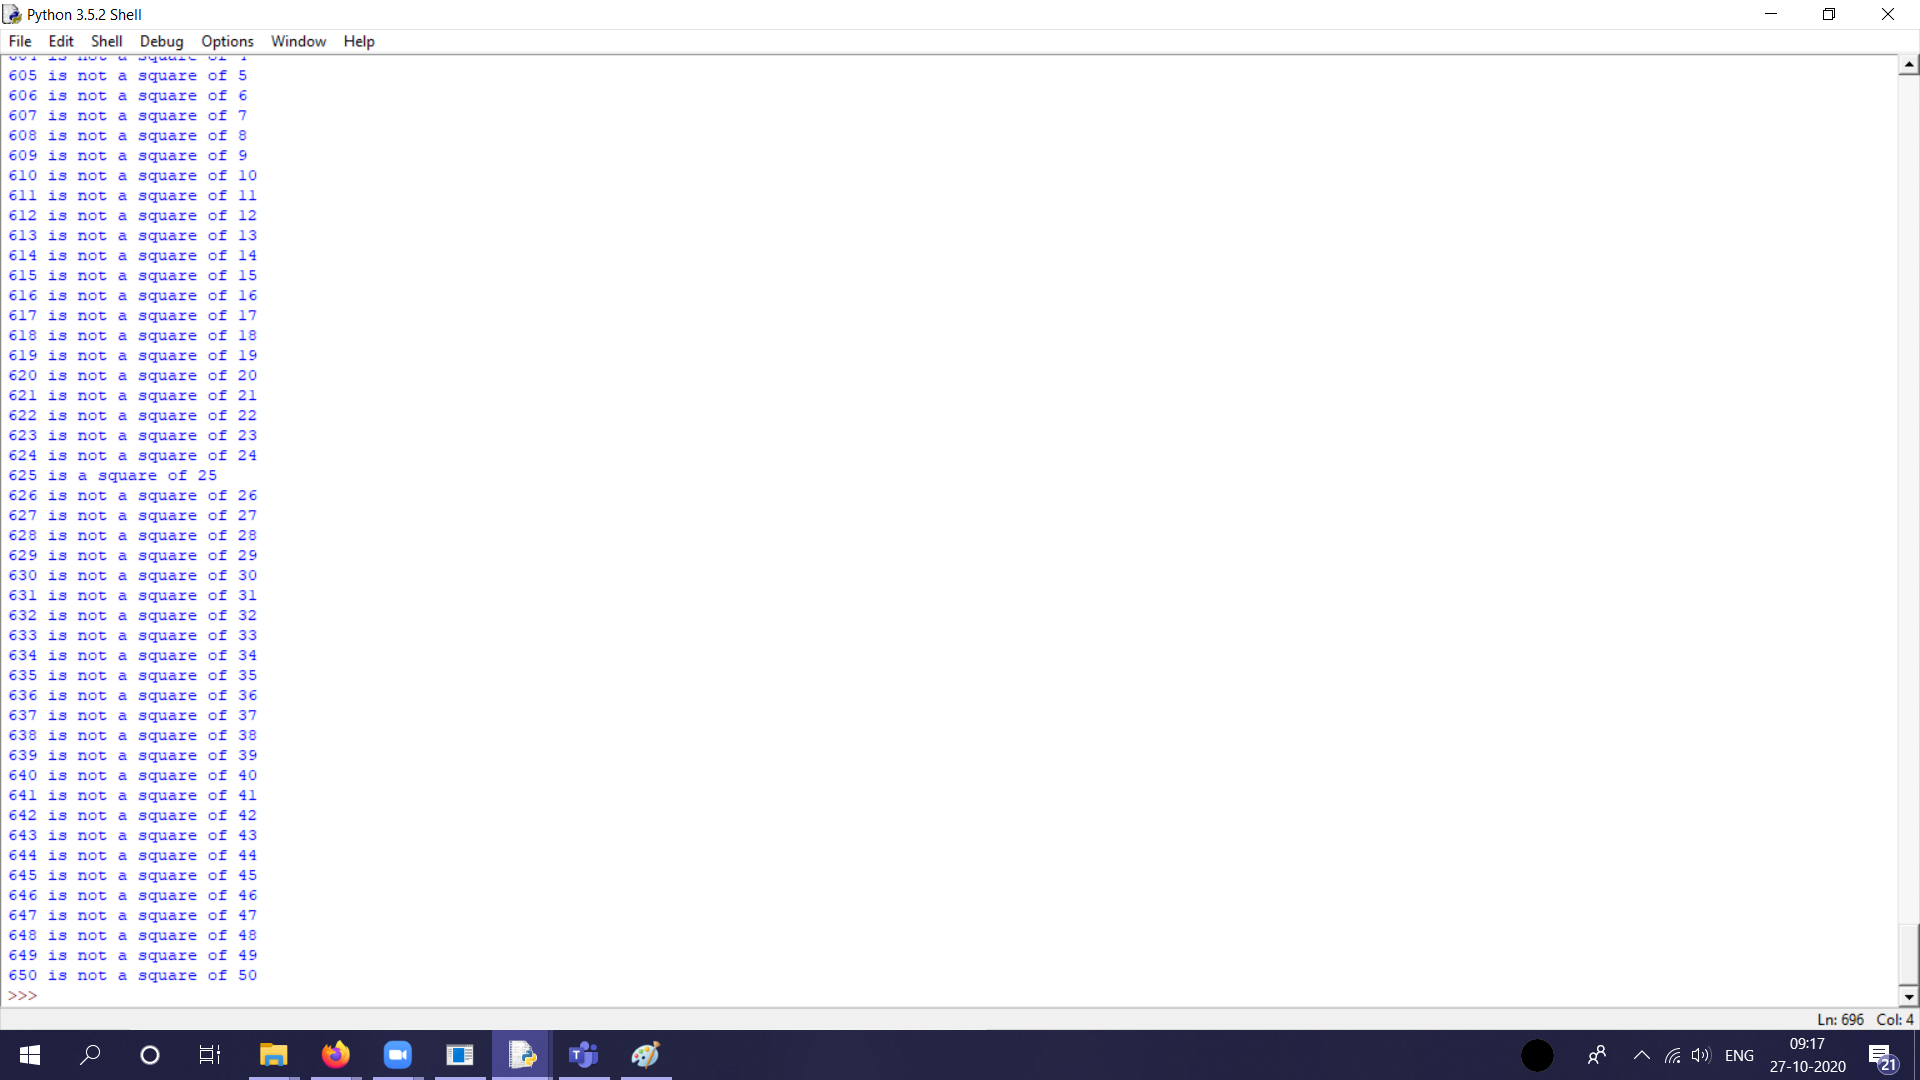 Python 3.5.2 Shell
File Edit Shell Debug Options Window Help
is not a square of
605 is not a square of 5
606 is not a square of 6
607 is not a square of 7
608 is not a square of 8
609 is not a square of 9
610 is not a square of 10
611 is not a square of 11
612 is not a square of 12
613 is not a square of 13
614 is not a square of 14
615 is not a square of 15
616 is not a square of 16
617 is not a square of 17
618 is not a square of 18
619 is not a square of 19
620 is not a square of 20
621 is not a square of 21
622 is not a square of 22
623 is not a square of 23
624 is not a square of 24
625 is a square of 25
626 is not a square of 26
627 is not a square of 27
628 is not a square of 28
629 is not a square of 29
630 is not a square of 30
631 is not a square of 31
632 is not a square of 32
633 is not a square of 33
634 is not a square of 34
635 is not a square of 35
636 is not a square of 36
637 is not a square of 37
638 is not a square of 38
639 is not a square of 39
640 is not a square of 40
641 is not a square of 41
642 is not a square of 42
643 is not a square of 43
644 is not a square of 44
645 is not a square of 45
646 is not a square of 46
647 is not a square of 47
648 is not a square of 48
649 is not a square of 49
650 is not a square of 50
>>>
Ln: 696 Col: 4
ENG
09:17
27-10-2020
21